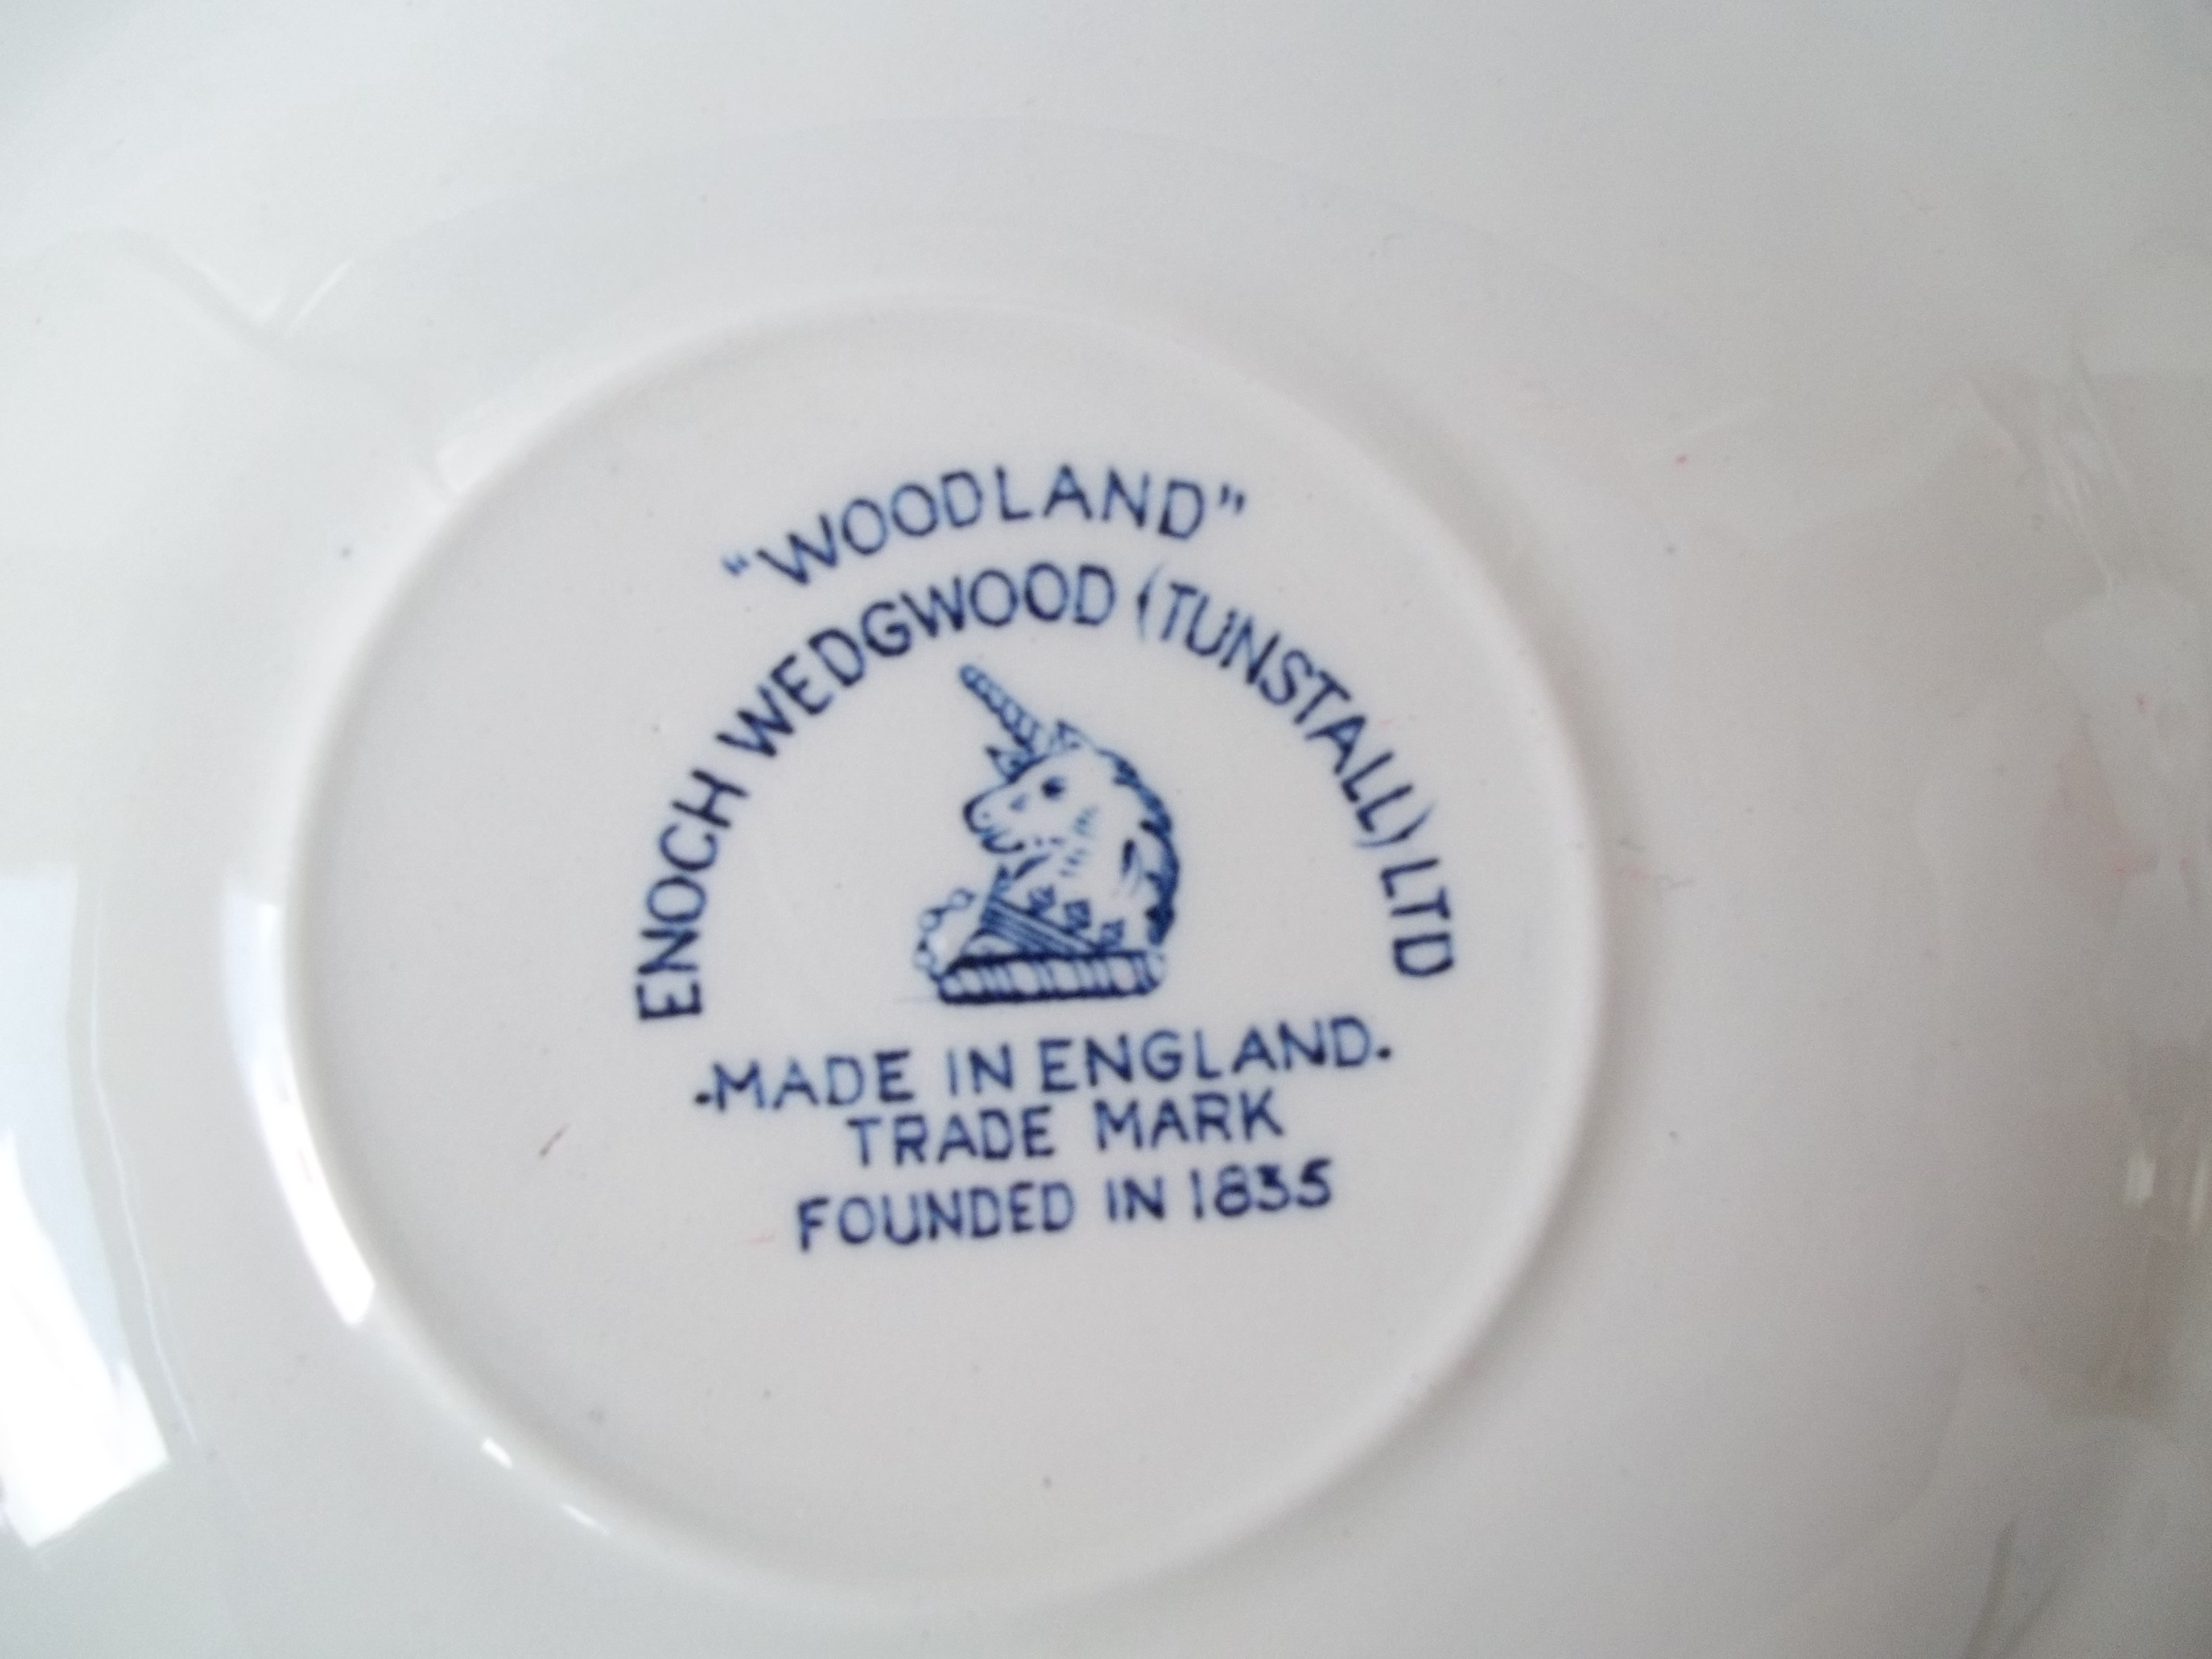 "WOODLAND"
ENOCH WEDGWOOD (TUNSTALL) LTD
·MADE IN ENGLAND·
TRADE MARK
FOUNDED IN 1835